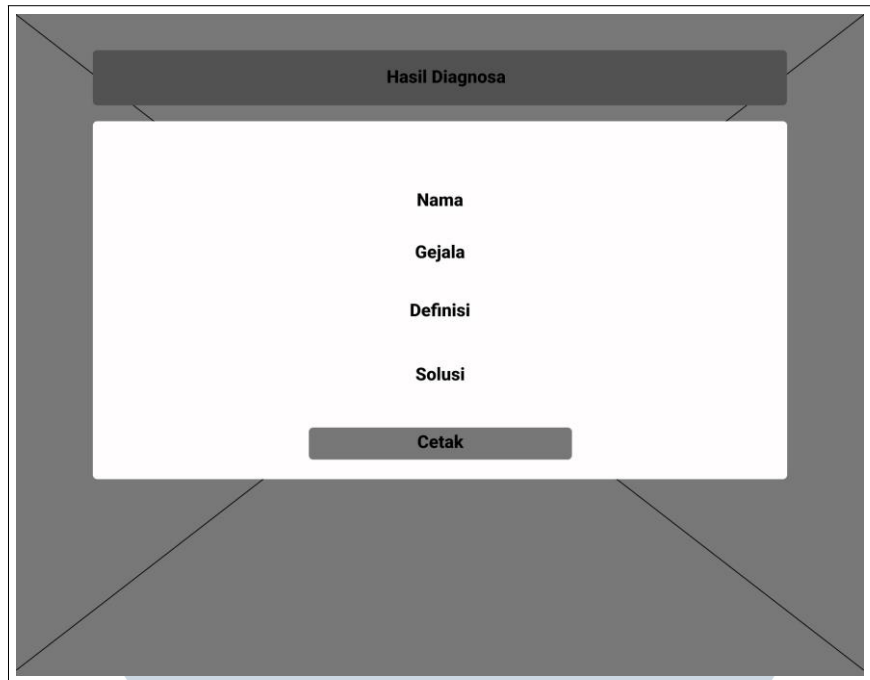 Hasil Diagnosa
Nama
Gejala
Definisi
Solusi
Cetak